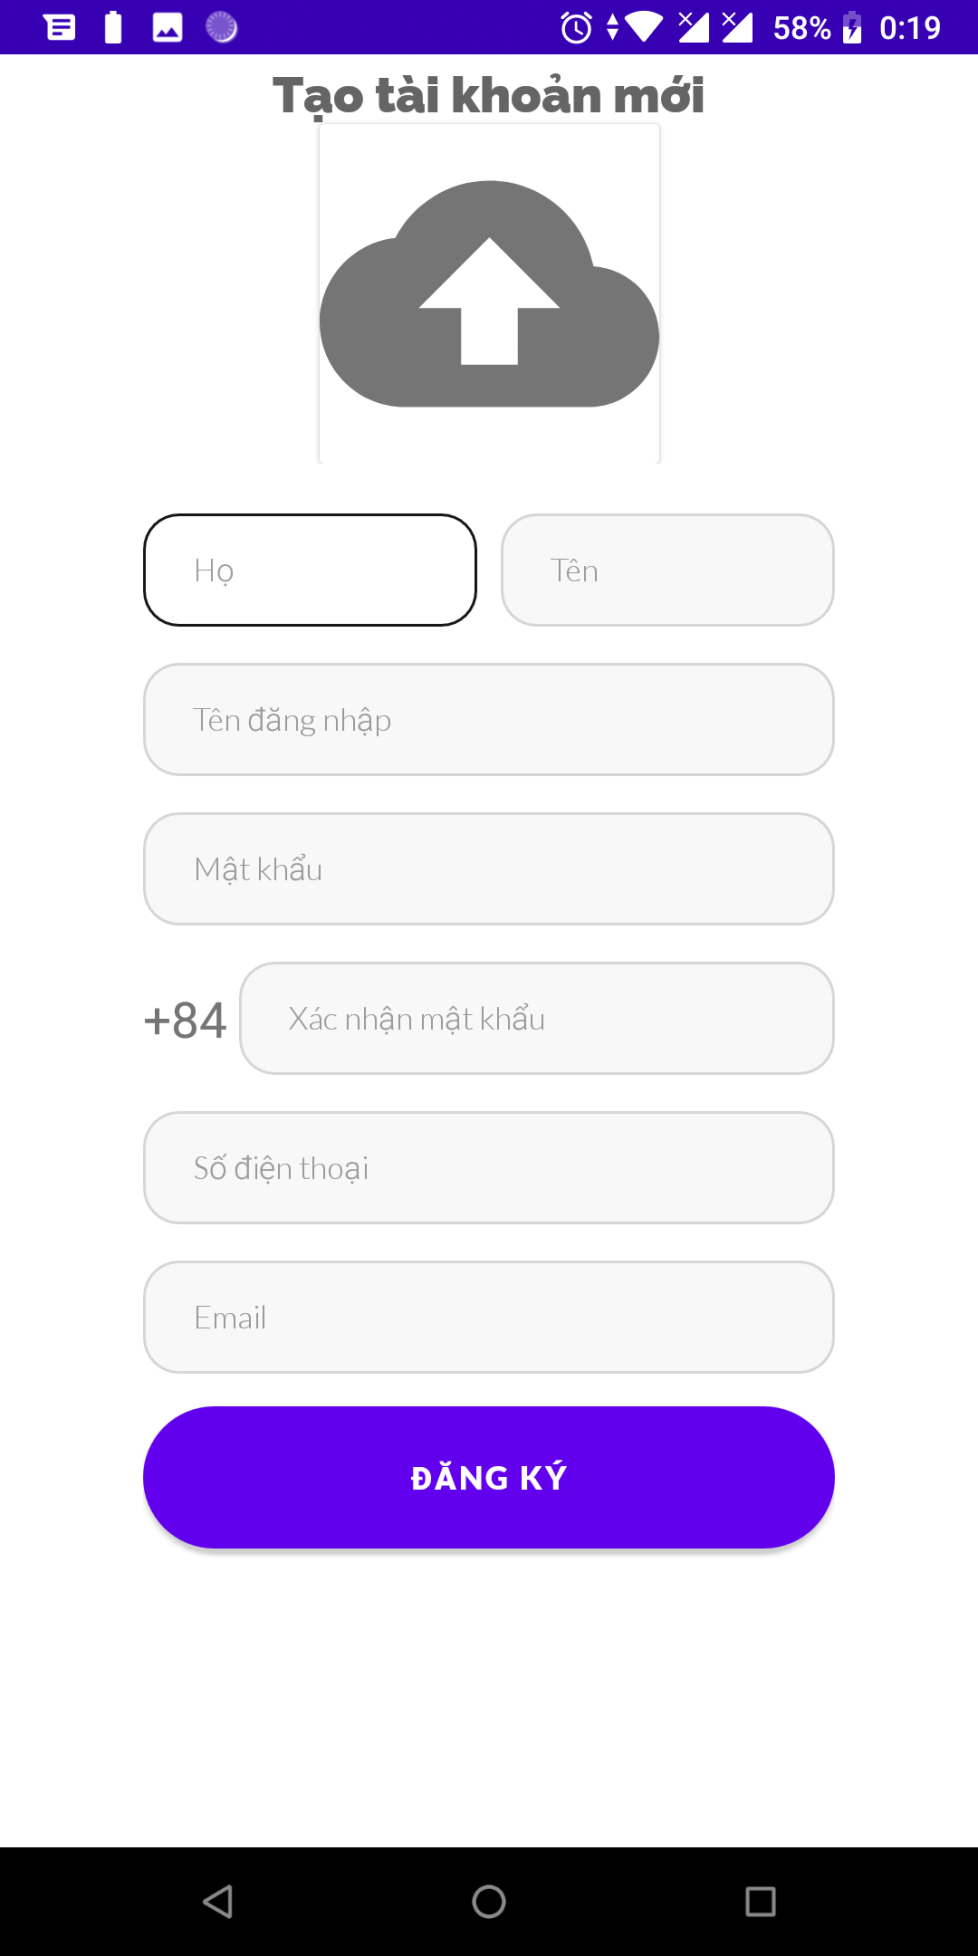 58% 0:19
Tạo tài khoản mới
Họ Tên
Tên đăng nhập
Mật khẩu
+84 Xác nhận mật khẩu
Số điện thoại
Email
ĐĂNG KÝ